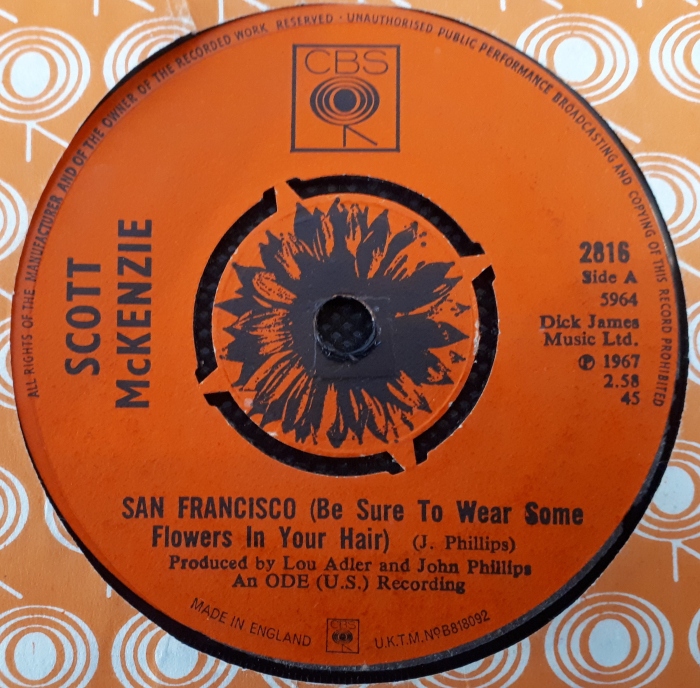 ALL RIGHTS OF THE MANUFACTURER AND OF THE OWNER OF THE RECORDED WORK RESERVED - UNAUTHORISED PUBLIC PERFORMANCE BROADCASTING AND COPYING OF THIS RECORD PROHIBITED
CBS
SCOTT
McKENZIE
2816
Side A
5964
Dick James
Music Ltd.
℗ 1967
2.58
45
SAN FRANCISCO (Be Sure To Wear Some
Flowers In Your Hair) (J. Phillips)
Produced by Lou Adler and John Phillips
An ODE (U.S.) Recording
MADE IN ENGLAND
CBS
U.K.T.M. Nº B818092